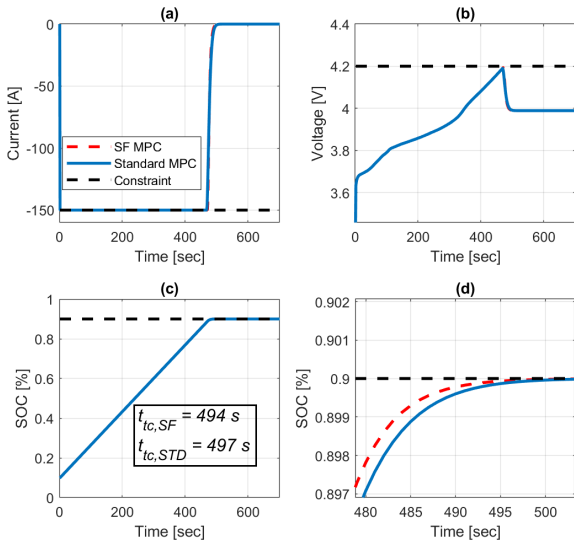 (a)
Current [A]
0
-50
-100
-150
SF MPC
Standard MPC
Constraint
0
200
400
600
Time [sec]
(b)
Voltage [V]
4.4
4.2
4
3.8
3.6
0
200
400
600
Time [sec]
(c)
SOC [%]
1
0.8
0.6
0.4
0.2
0
t_tc,SF = 494 s
t_tc,STD = 497 s
0
200
400
600
Time [sec]
(d)
SOC [%]
0.902
0.901
0.9
0.899
0.898
0.897
480
485
490
495
500
Time [sec]